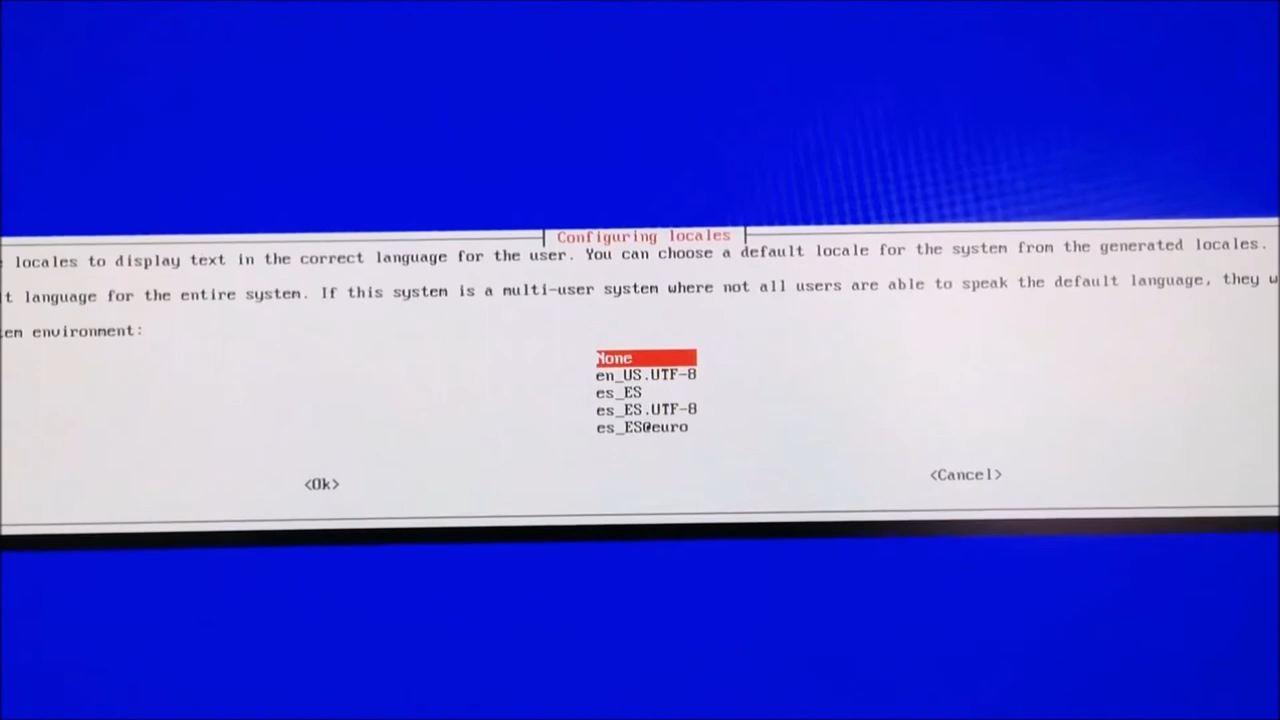 Configuring locales
locales to display text in the correct language for the user. You can choose a default locale for the system from the generated locales.
language for the entire system. If this system is a multi-user system where not all users are able to speak the default language, they
environment:
None
en_US.UTF-8
es_ES
es_ES.UTF-8
es_ES@euro
<Ok>
<Cancel>